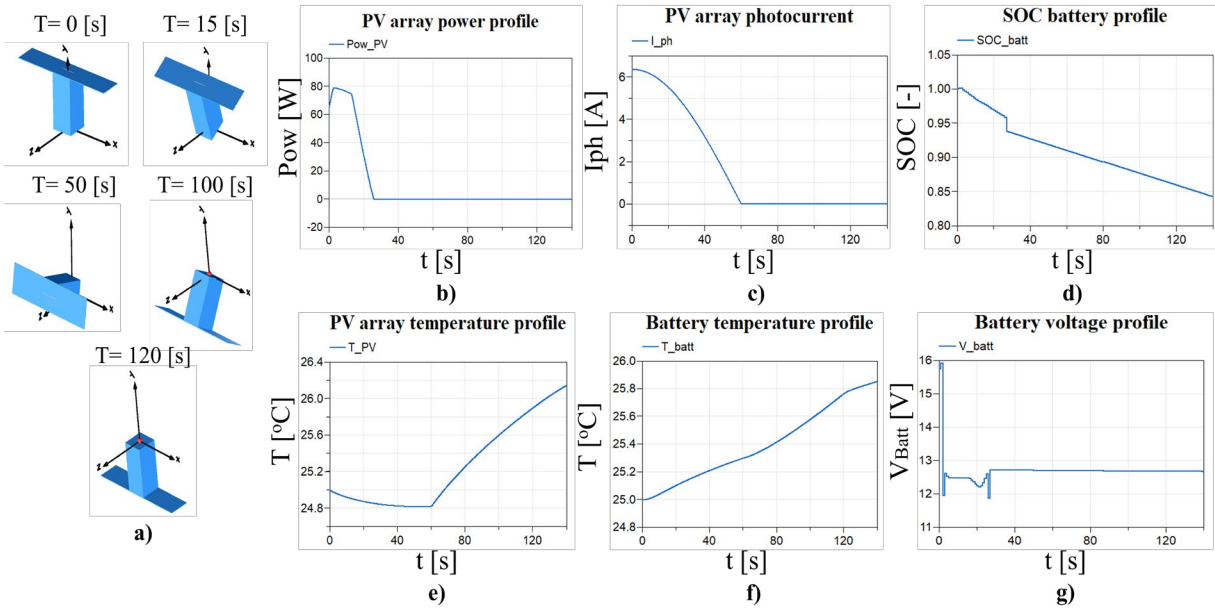 T= 0 [s]
T= 15 [s]
Y
X
Z
Y
X
Z
T= 50 [s]
T= 100 [s]
Y
X
Y
X
Z
T= 120 [s]
Y
X
Z
a)
PV array power profile
Pow_PV
Pow [W]
100
80
60
40
20
0
-20
0
40
80
120
t [s]
b)
PV array photocurrent
I_ph
Iph [A]
6
4
2
0
0
40
80
120
t [s]
c)
SOC battery profile
SOC_batt
SOC [-]
1.05
1.00
0.95
0.90
0.85
0.80
0
40
80
120
t [s]
d)
PV array temperature profile
T_PV
T [ºC]
26.4
26.0
25.6
25.2
24.8
0
40
80
120
t [s]
e)
Battery temperature profile
T_batt
T [ºC]
26.0
25.8
25.6
25.4
25.2
25.0
24.8
0
40
80
120
t [s]
f)
Battery voltage profile
V_batt
VBatt [V]
16
15
14
13
12
11
0
40
80
120
t [s]
g)